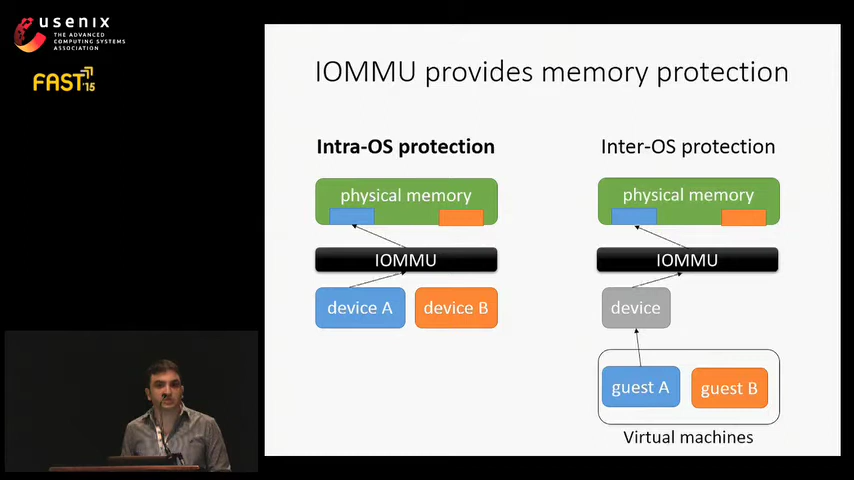 usenix
THE ADVANCED
COMPUTING SYSTEMS
ASSOCIATION
FAST '15
IOMMU provides memory protection
Intra-OS protection
physical memory
IOMMU
device A
device B
Inter-OS protection
physical memory
IOMMU
device
guest A
guest B
Virtual machines